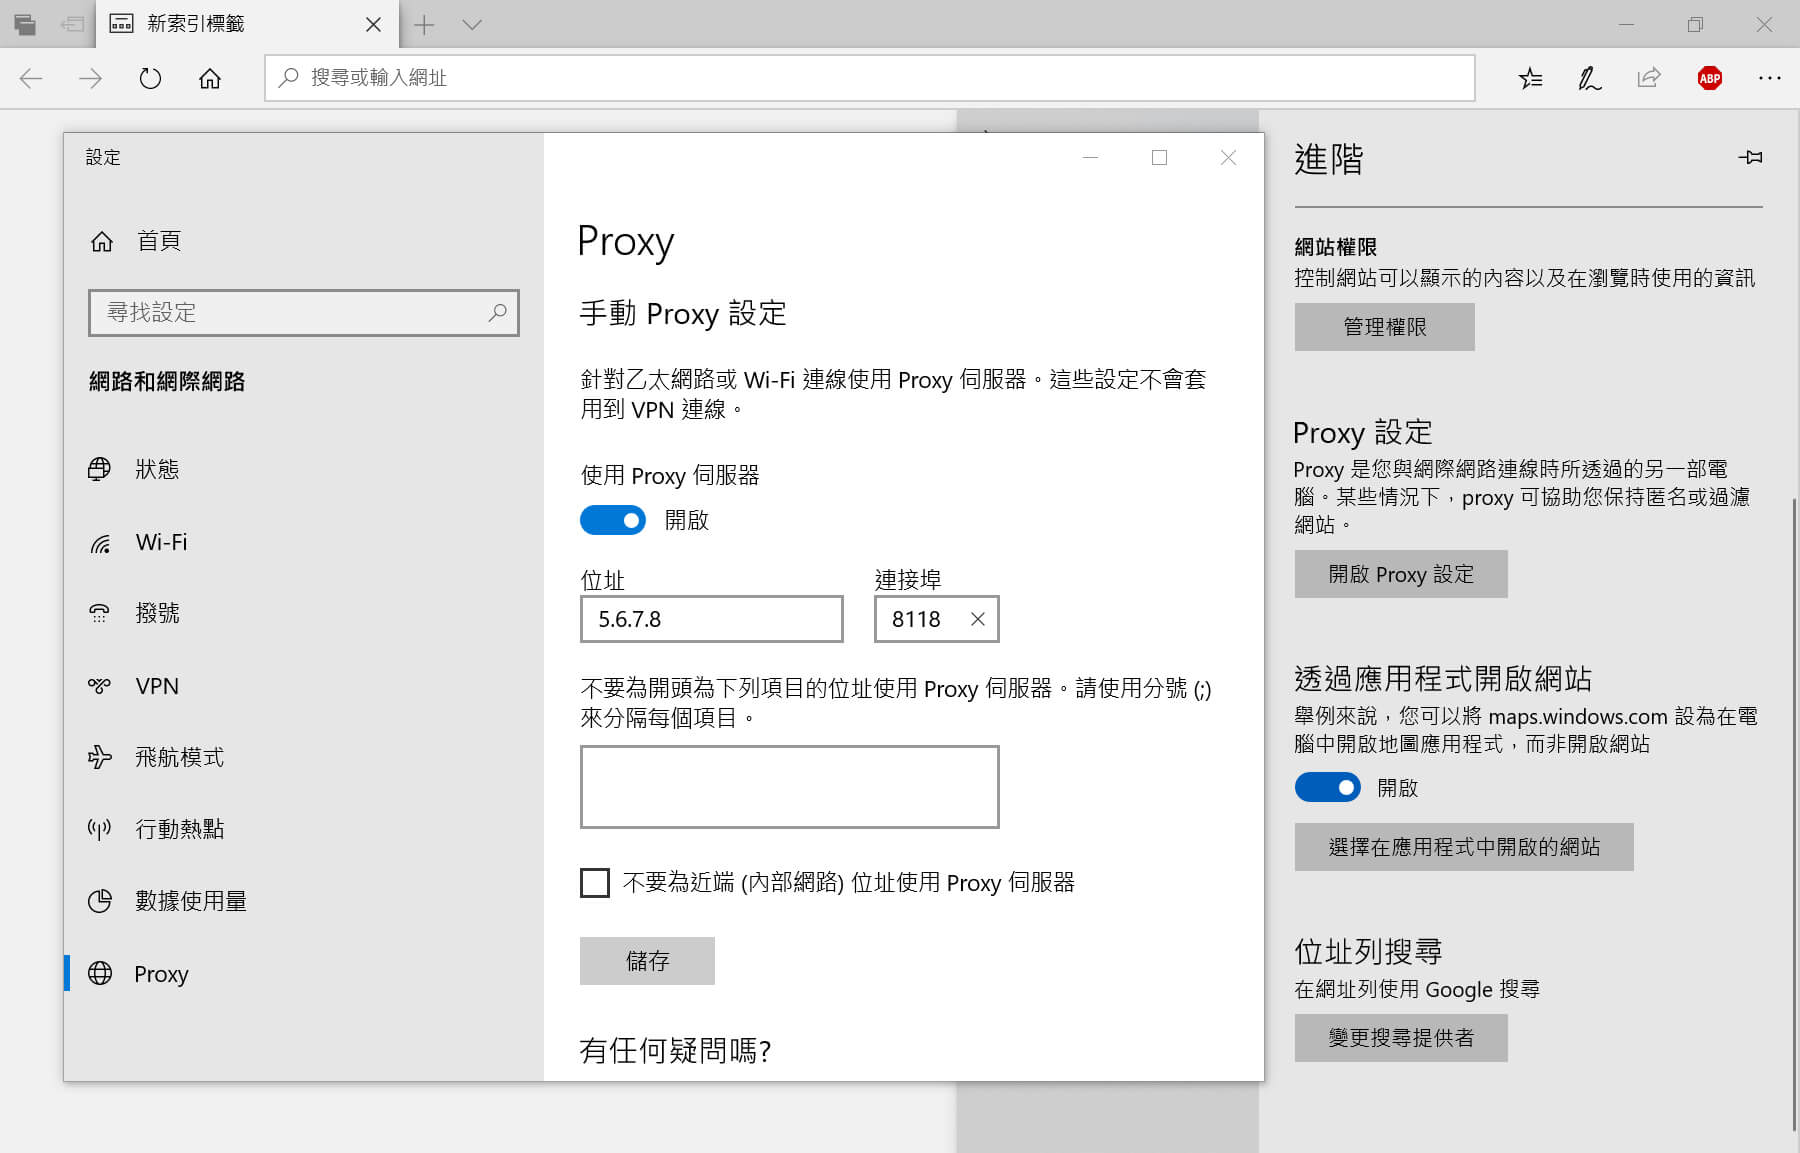 新索引標籤
搜尋或輸入網址
ABP
設定
首頁
尋找設定
網路和網際網路
狀態
Wi-Fi
撥號
VPN
飛航模式
行動熱點
數據使用量
Proxy
Proxy
手動 Proxy 設定
針對乙太網路或 Wi-Fi 連線使用 Proxy 伺服器。這些設定不會套
用到 VPN 連線。
使用 Proxy 伺服器
開啟
位址 連接埠
5.6.7.8 8118
不要為開頭為下列項目的位址使用 Proxy 伺服器。請使用分號 (;)
來分隔每個項目。
不要為近端 (內部網路) 位址使用 Proxy 伺服器
儲存
有任何疑問嗎?
進階
網站權限
控制網站可以顯示的內容以及在瀏覽時使用的資訊
管理權限
Proxy 設定
Proxy 是您與網際網路連線時所透過的另一部電
腦。某些情況下，proxy 可協助您保持匿名或過濾
網站。
開啟 Proxy 設定
透過應用程式開啟網站
舉例來說，您可以將 maps.windows.com 設為在電
腦中開啟地圖應用程式，而非開啟網站
開啟
選擇在應用程式中開啟的網站
位址列搜尋
在網址列使用 Google 搜尋
變更搜尋提供者